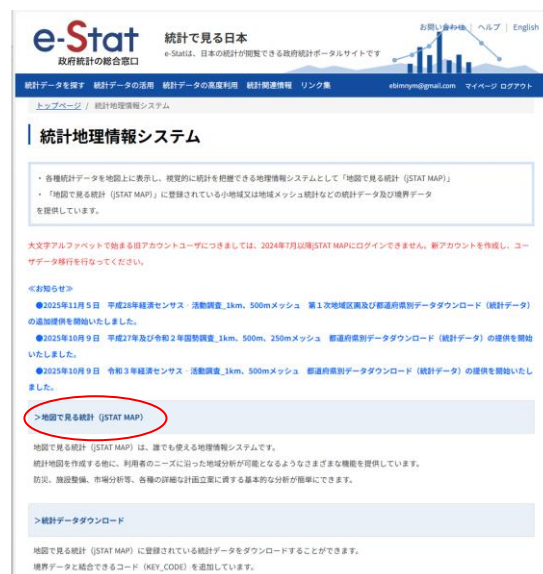 e-Stat
政府統計の総合窓口
統計で見る日本
e-Statは、日本の統計が閲覧できる政府統計ポータルサイトです
お問い合わせ | ヘルプ | English
統計データを探す 統計データの活用 統計データの高度利用 統計関連情報 リンク集
ebimnym@gmail.com マイページ ログアウト
トップページ / 統計地理情報システム
統計地理情報システム
・各種統計データを地図上に表示し、視覚的に統計を把握できる地理情報システムとして「地図で見る統計（jSTAT MAP）」
・「地図で見る統計（jSTAT MAP）」に登録されている小地域又は地域メッシュ統計などの統計データ及び境界データ
を提供しています。
大文字アルファベットで始まる旧アカウントユーザにつきましては、2024年7月以降jSTAT MAPにログインできません。新アカウントを作成し、ユー
ザデータ移行を行なってください。
≪お知らせ≫
●2025年11月5日 平成28年経済センサス‐活動調査_1km、500mメッシュ 第１次地域区画及び都道府県別データダウンロード（統計データ）
の追加提供を開始いたしました。
●2025年10月9日 平成27年及び令和２年国勢調査_1km、500m、250mメッシュ 都道府県別データダウンロード（統計データ）の提供を開始
いたしました。
●2025年10月9日 令和３年経済センサス‐活動調査_1km、500mメッシュ 都道府県別データダウンロード（統計データ）の提供を開始いたし
ました。
＞地図で見る統計（jSTAT MAP）
地図で見る統計（jSTAT MAP）は、誰でも使える地理情報システムです。
統計地図を作成する他に、利用者のニーズに沿った地域分析が可能となるようなさまざまな機能を提供しています。
防災、施設整備、市場分析等、各種の詳細な計画立案に資する基本的な分析が簡単にできます。
＞統計データダウンロード
地図で見る統計（jSTAT MAP）に登録されている統計データをダウンロードすることができます。
境界データと結合できるコード（KEY_CODE）を追加しています。